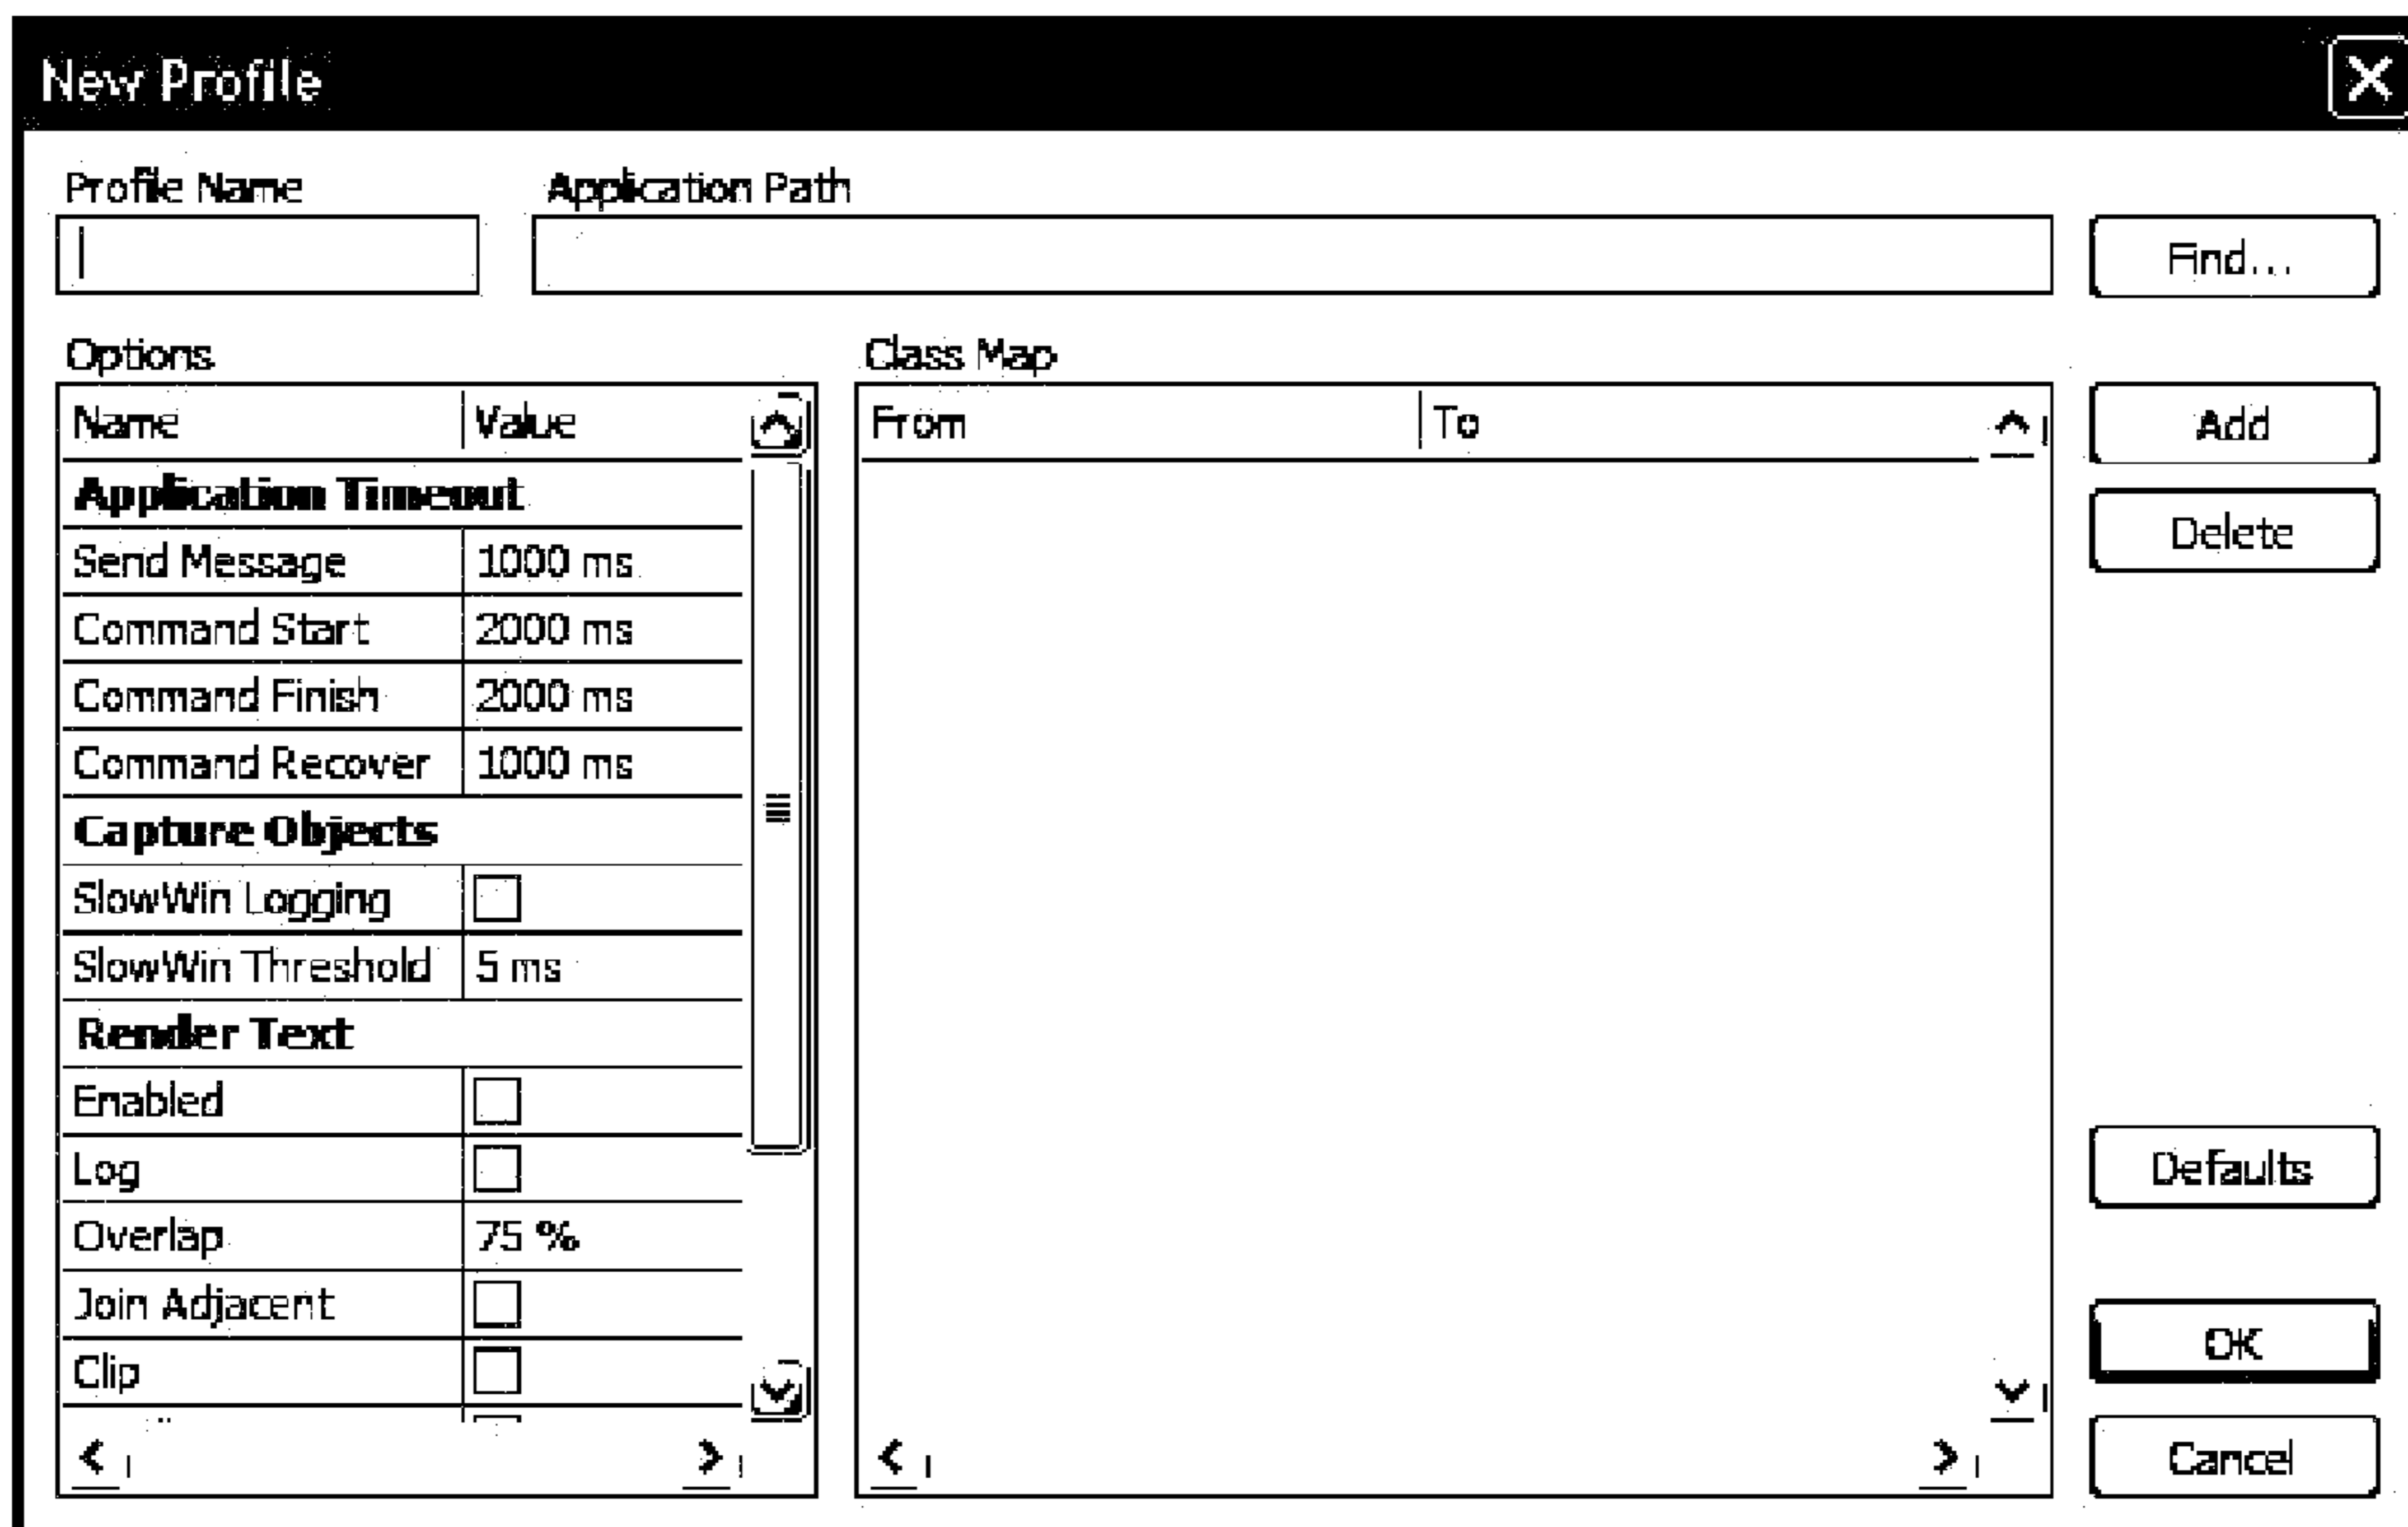 New Profile
Profile Name Application Path
Find...
Options Class Map
Name Value From To Add
Application Timeout
Send Message 1000 ms Delete
Command Start 2000 ms
Command Finish 2000 ms
Command Recover 1000 ms
Capture Objects
SlowWin Logging
SlowWin Threshold 5 ms
Render Text
Enabled
Log Defaults
Overlap 75 %
Join Adjacent OK
Clip
Cancel